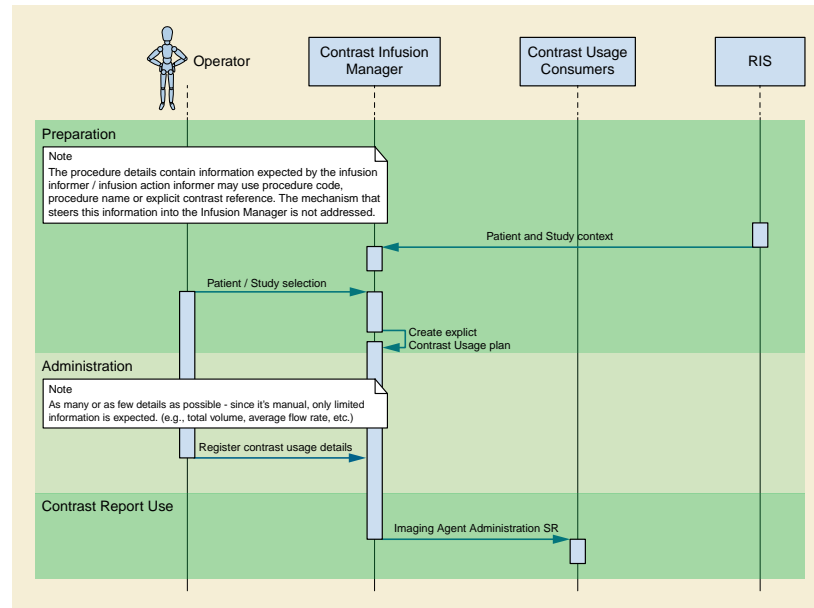 Operator
Contrast Infusion
Manager
Contrast Usage
Consumers
RIS
Preparation
Note
The procedure details contain information expected by the infusion
informer / infusion action informer may use procedure code,
procedure name or explicit contrast reference. The mechanism that
steers this information into the Infusion Manager is not addressed.
Patient and Study context
Patient / Study selection
Create explict
Contrast Usage plan
Administration
Note
As many or as few details as possible - since it's manual, only limited
information is expected. (e.g., total volume, average flow rate, etc.)
Register contrast usage details
Contrast Report Use
Imaging Agent Administration SR